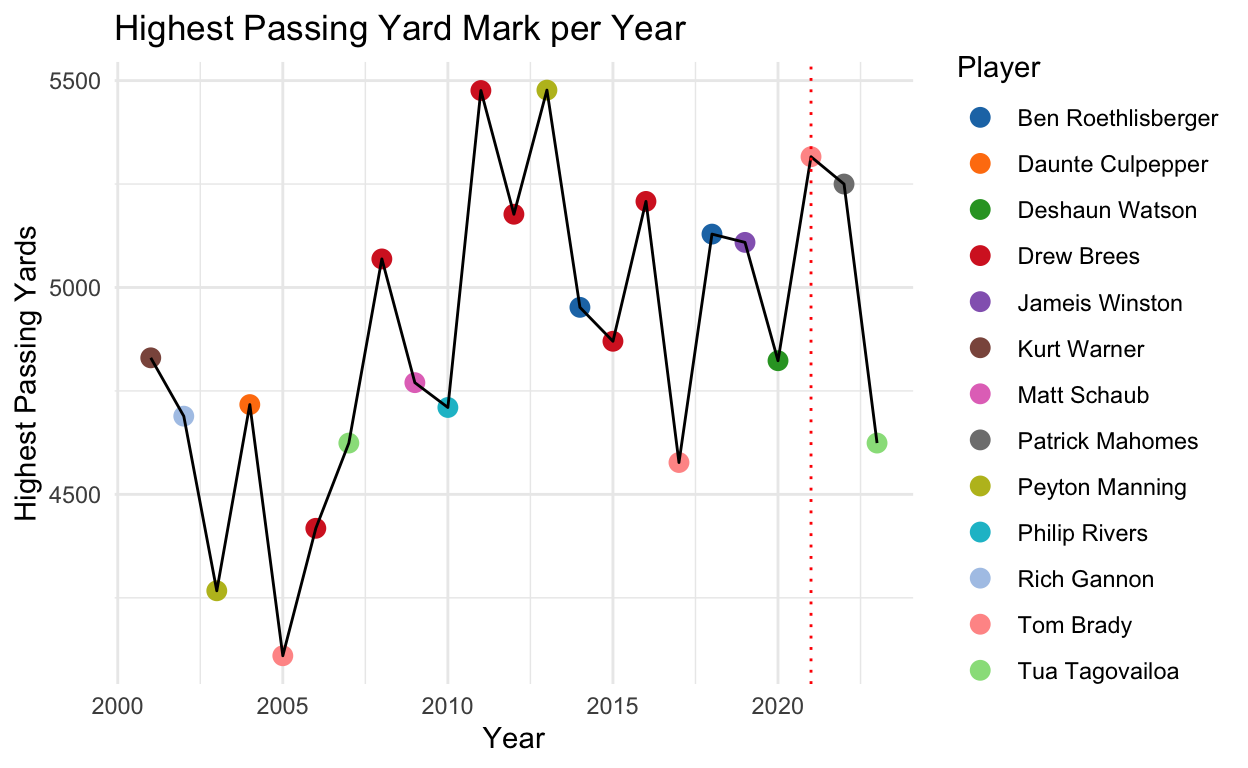 Highest Passing Yard Mark per Year
Highest Passing Yards
5500
5000
4500
2000
2005
2010
2015
2020
Year
Player
Ben Roethlisberger
Daunte Culpepper
Deshaun Watson
Drew Brees
Jameis Winston
Kurt Warner
Matt Schaub
Patrick Mahomes
Peyton Manning
Philip Rivers
Rich Gannon
Tom Brady
Tua Tagovailoa